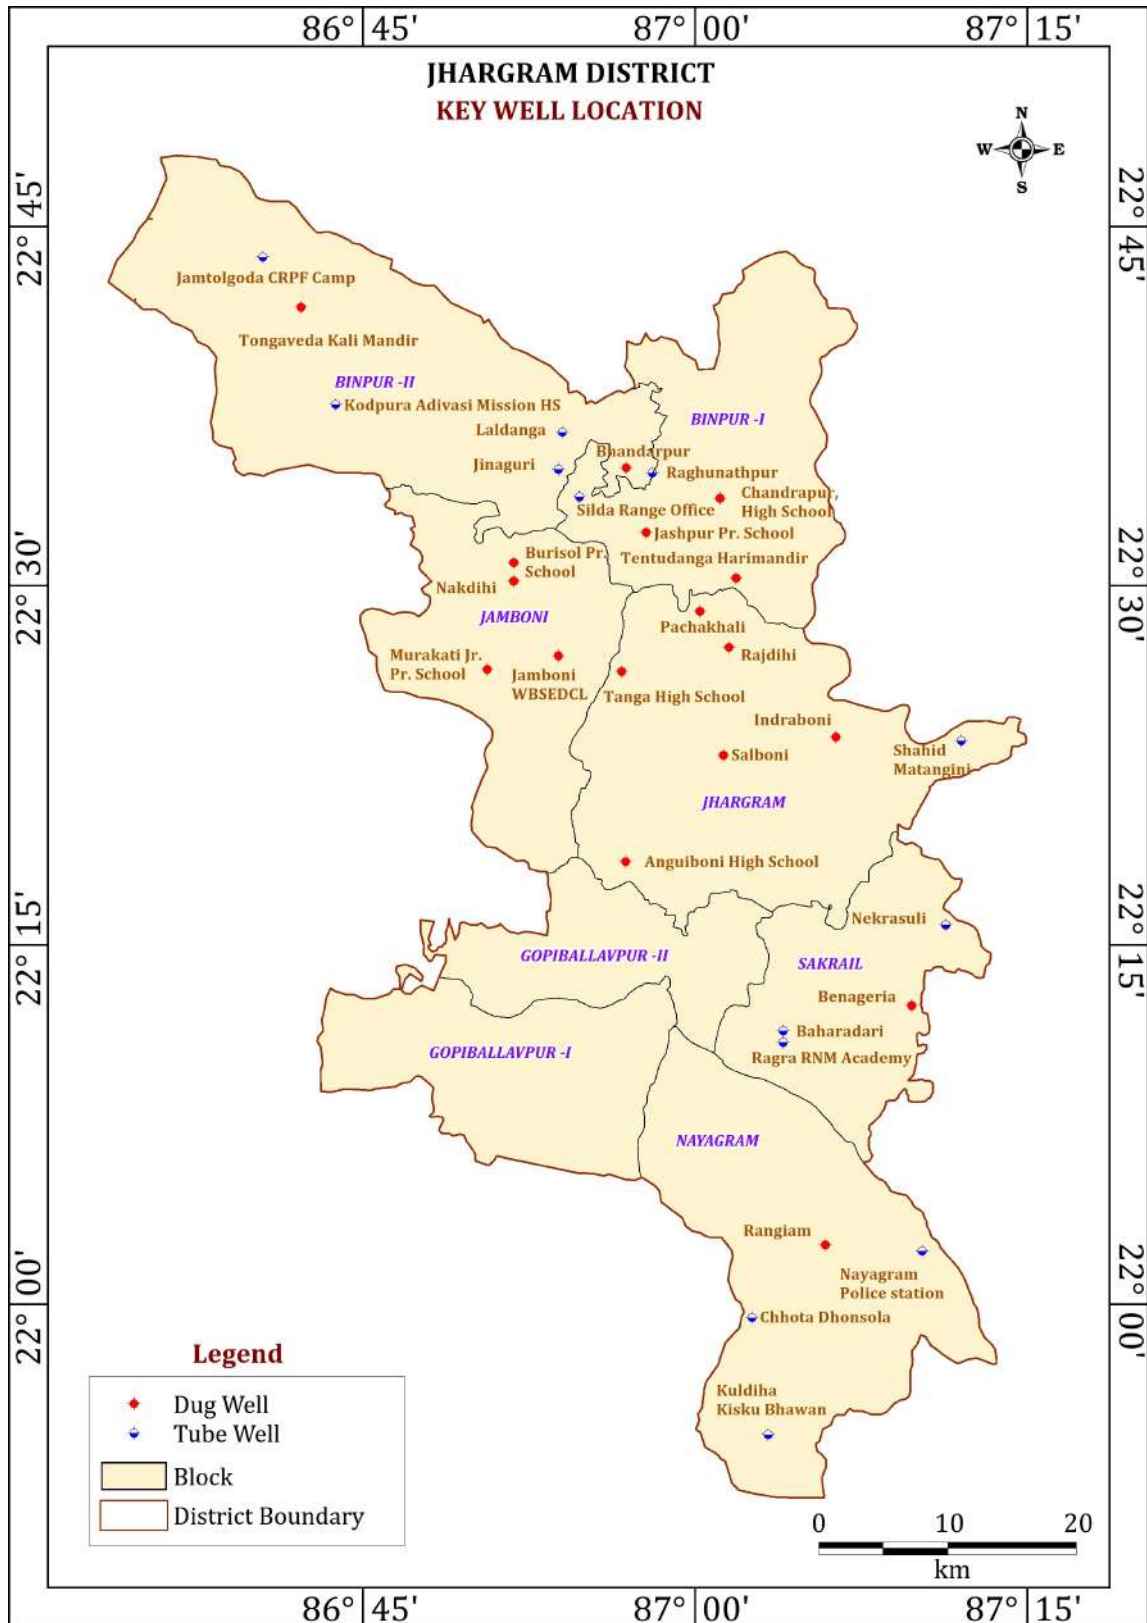 86° 45' 87° 00' 87° 15'
JHARGRAM DISTRICT
KEY WELL LOCATION
N
W E
S
22° 45'
22° 45'
Jamtolgoda CRPF Camp
Tongaveda Kali Mandir
BINPUR -II
Kodpura Adivasi Mission HS
BINPUR -I
Laldanga
Bhandarpur
Jinaguri
Raghunathpur
Chandrapur,
High School
Silda Range Office
Jashpur Pr. School
Burisol Pr.
School
Tentudanga Harimandir
22° 30'
22° 30'
Nakdihi
JAMBONI
Pachakhali
Murakati Jr.
Pr. School
Jamboni
WBSEDCL
Rajdihi
Tanga High School
Indraboni
Shahid
Matangini
Salboni
JHARGRAM
Anguiboni High School
22° 15'
22° 15'
Nekrasuli
GOPIBALLAVPUR -II
SAKRAIL
Benageria
Baharadari
GOPIBALLAVPUR -I
Ragra RNM Academy
NAYAGRAM
Rangiam
22° 00'
22° 00'
Nayagram
Police station
Chhota Dhonsola
Kuldiha
Kisku Bhawan
Legend
Dug Well
Tube Well
Block
District Boundary
0 10 20
km
86° 45' 87° 00' 87° 15'